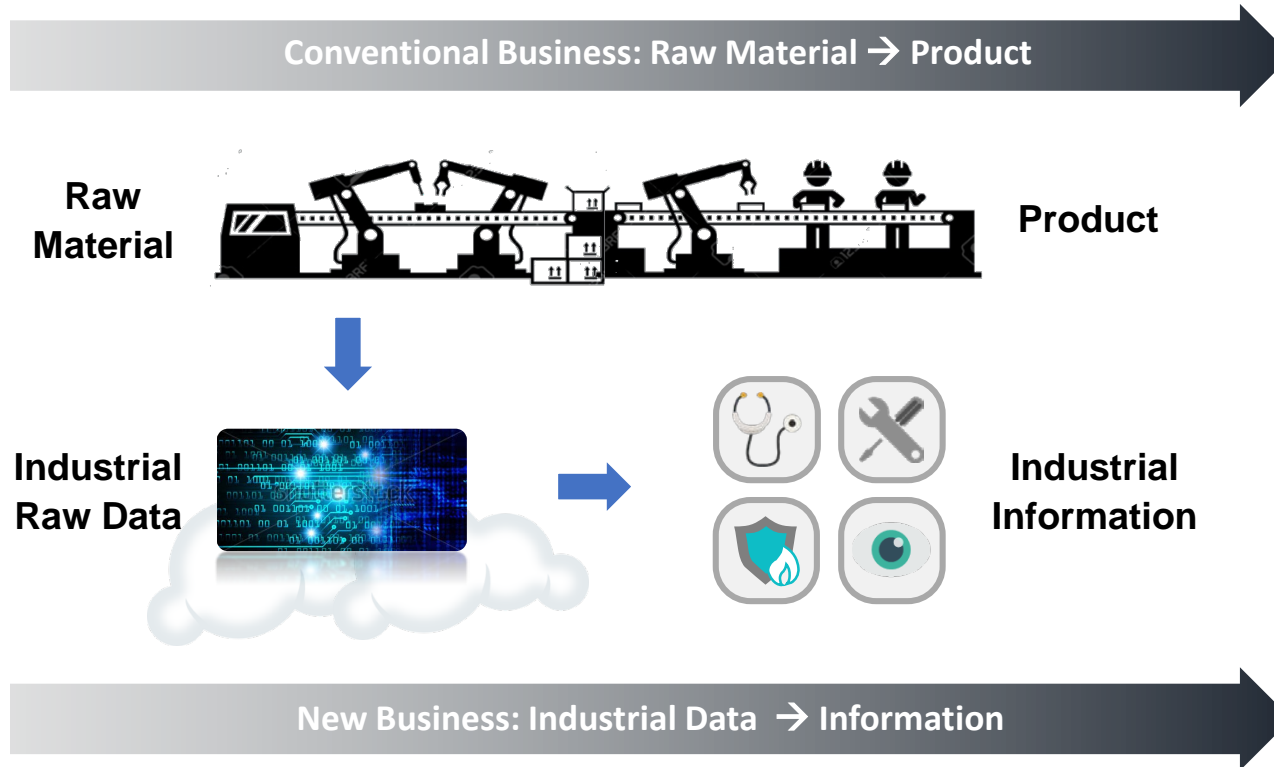 Conventional Business: Raw Material → Product
Raw
Material
Product
Industrial
Raw Data
Industrial
Information
New Business: Industrial Data → Information